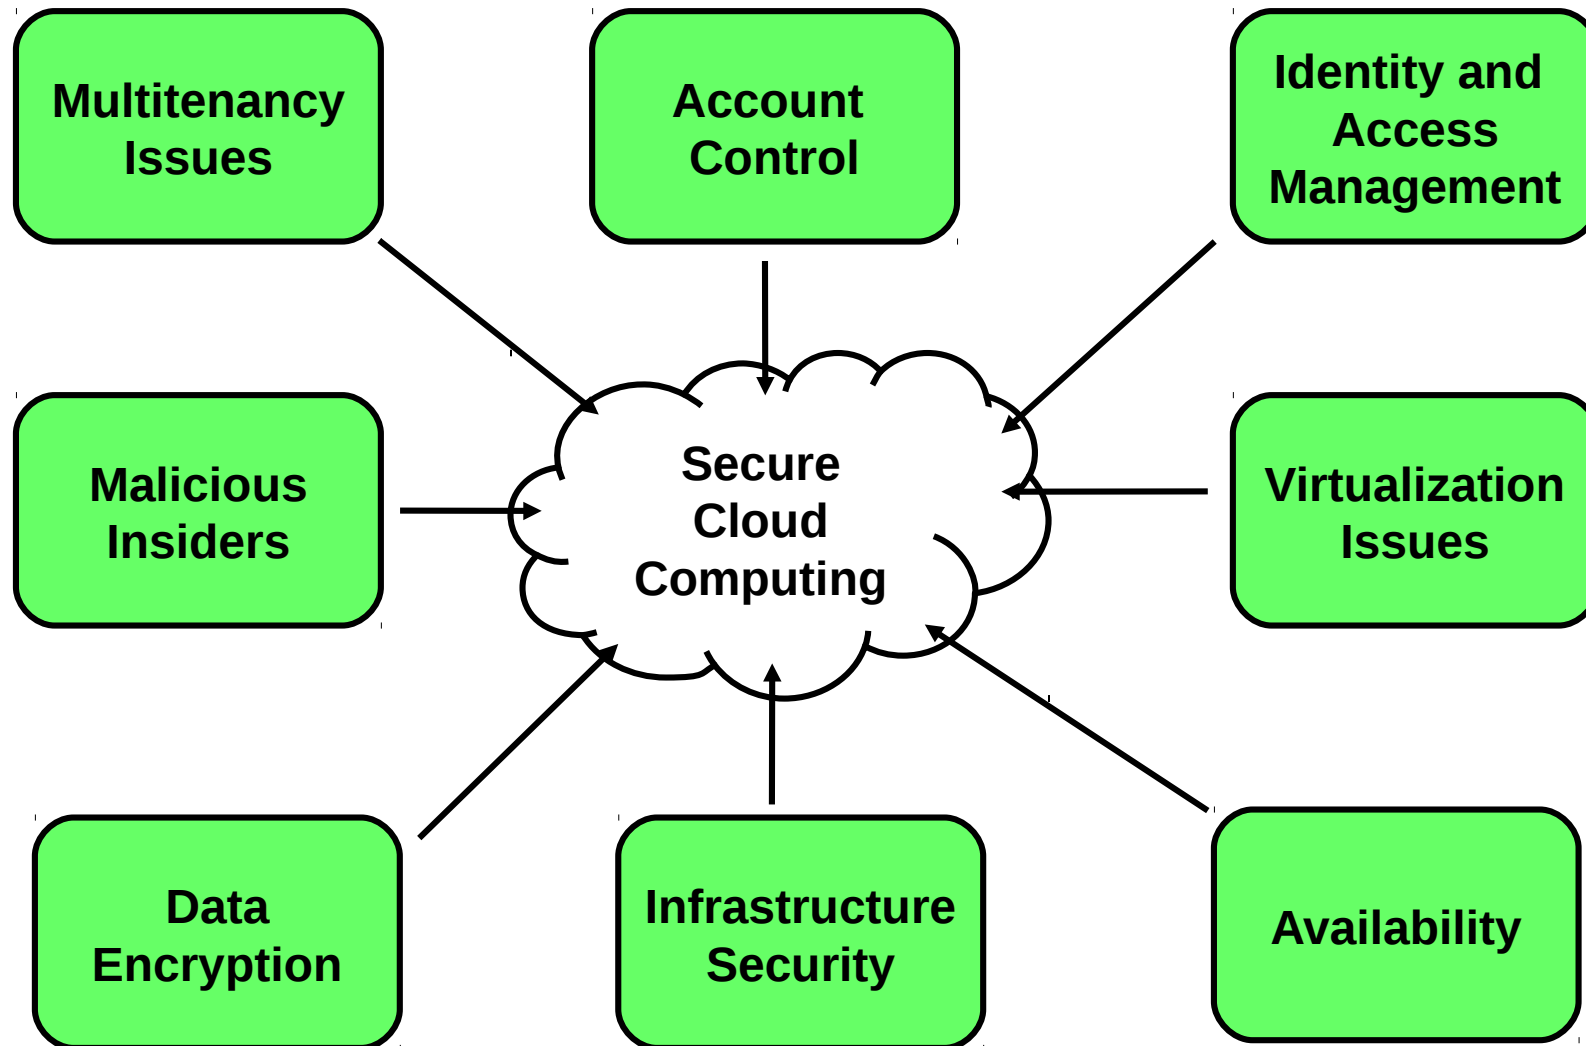 Multitenancy
Issues
Account
Control
Identity and
Access
Management
Malicious
Insiders
Secure
Cloud
Computing
Virtualization
Issues
Data
Encryption
Infrastructure
Security
Availability